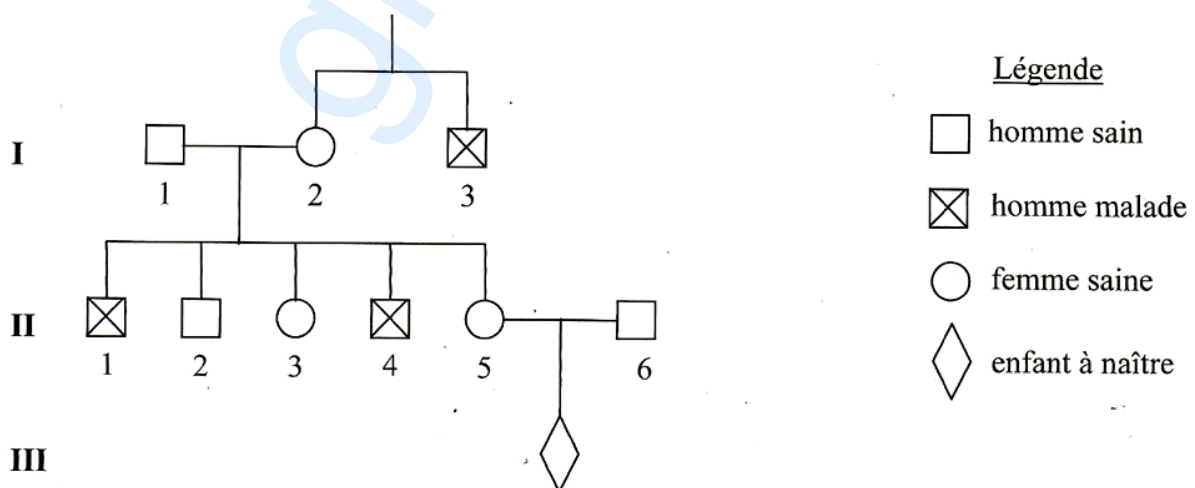 Légende
homme sain
I
1 2 3
homme malade
femme saine
II
1 2 3 4 5 6
enfant à naître
III